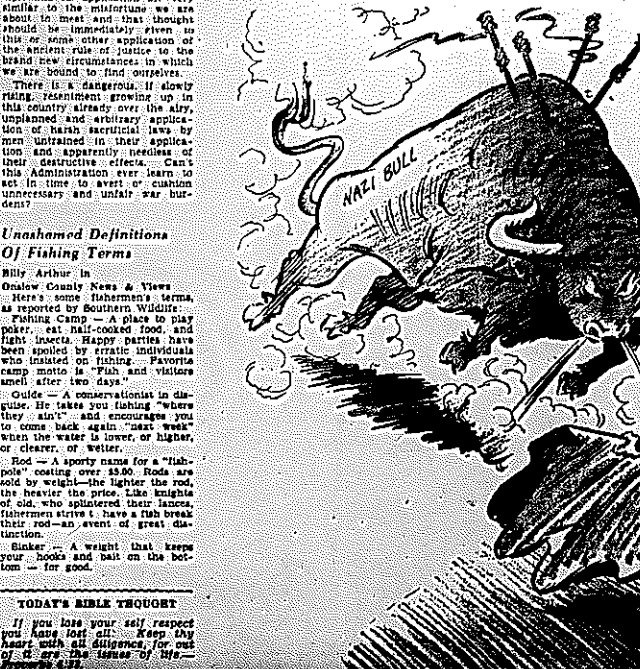 similar to the misfortune we are
about to meet and that thought
should be immediately given to
this or some other application of
the ancient rule of justice to the
brand new circumstances in which
we are bound to find ourselves.
There is a dangerous, if slowly
rising, resentment growing up in
this country already over the airy,
unplanned and arbitrary applica-
tion of harsh sacrificial laws by
men untrained in their applica-
tion and apparently needless of
their destructive effects. Can't
this Administration ever learn to
act in time to avert or cushion
unnecessary and unfair war bur-
dens?
Unashamed Definitions
Of Fishing Terms
Billy Arthur in
Onslow County News & Views
Here's some fishermen's terms,
as reported by Southern Wildlife:
Fishing Camp — A place to play
poker, eat half-cooked food, and
fight insects. Happy parties have
been spoiled by erratic individuals
who insisted on fishing. Favorite
camp motto is "Fish and visitors
smell after two days."
Guide — A conservationist in dis-
guise. He takes you fishing "where
they ain't" and encourages you
to come back again "next week"
when the water is lower, or higher,
or clearer, or wetter.
Rod — A sporty name for a "fish-
pole" costing over $5.00. Rods are
sold by weight—the lighter the rod,
the heavier the price. Like knights
of old, who splintered their lances,
fishermen strive t have a fish break
their rod—an event of great dis-
tinction.
Sinker — A weight that keeps
your hooks and bait on the bot-
tom — for good.
TODAY'S BIBLE THOUGHT
If you lose your self respect
you have lost all: Keep thy
heart with all diligence, for out
of it are the issues of life.—
Proverbs 4:23.
NAZI BULL